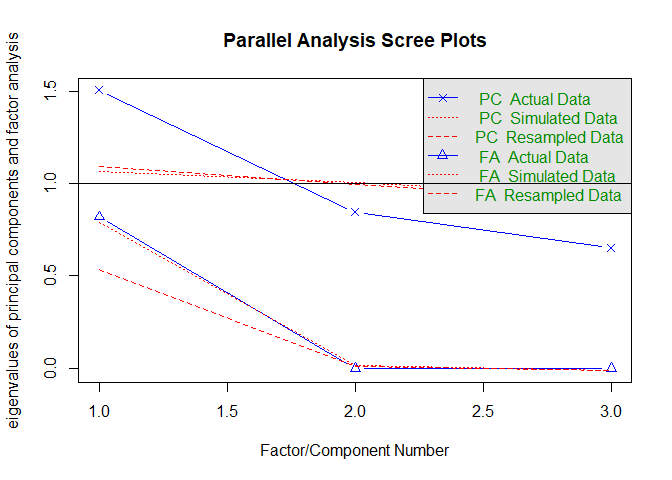 Parallel Analysis Scree Plots
eigenvalues of principal components and factor analysis
1.5
1.0
0.5
0.0
PC Actual Data
PC Simulated Data
PC Resampled Data
FA Actual Data
FA Simulated Data
FA Resampled Data
1.0 1.5 2.0 2.5 3.0
Factor/Component Number